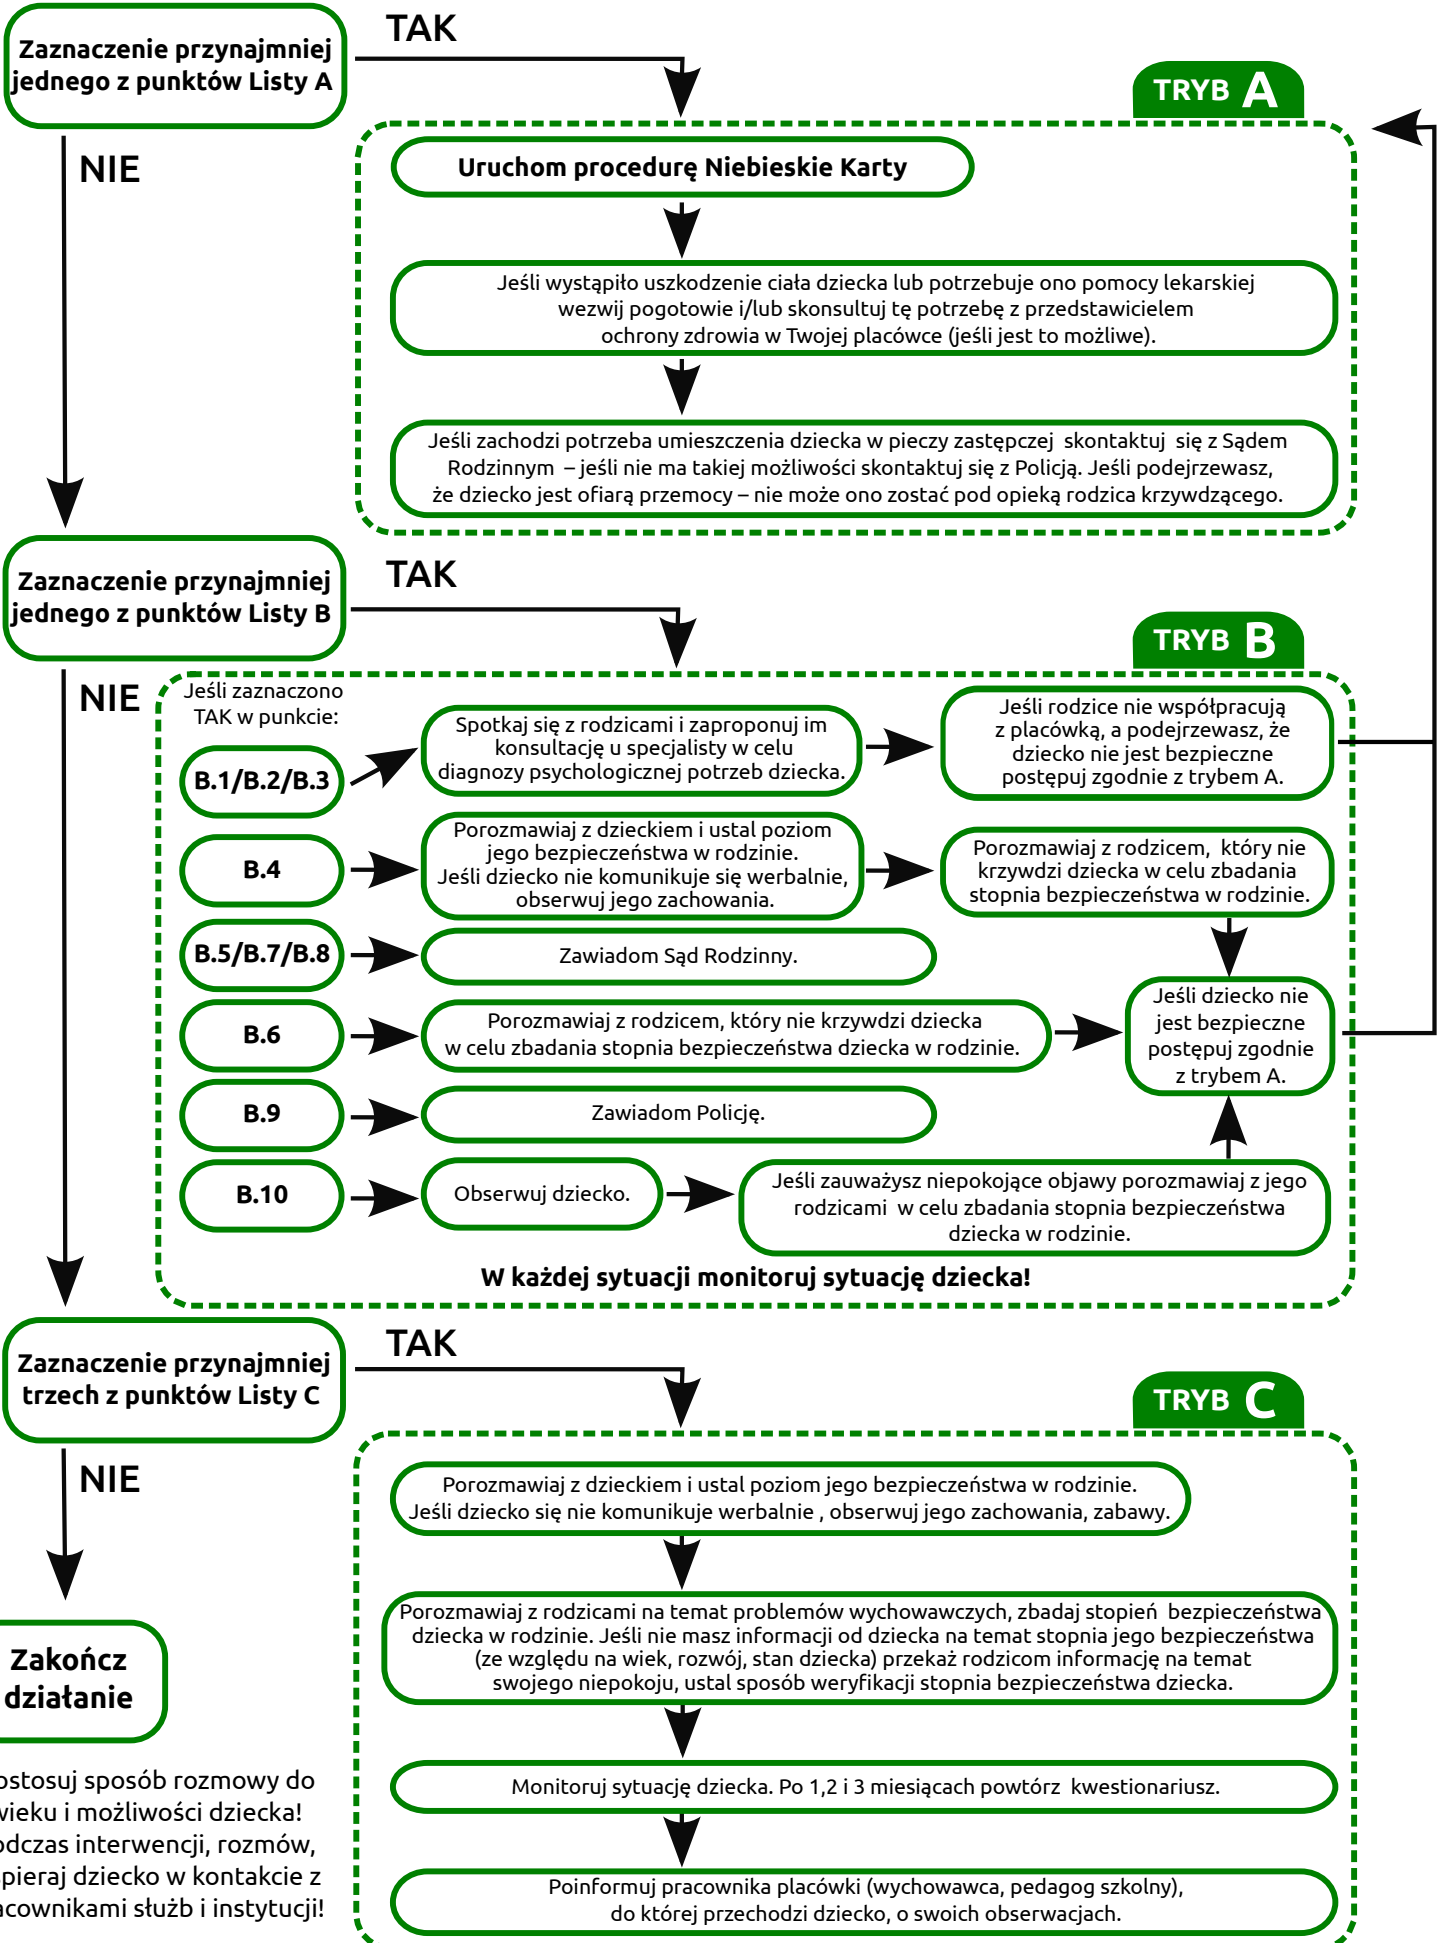 Zaznaczenie przynajmniej
jednego z punktów Listy A
TAK
NIE
TRYB A
Uruchom procedurę Niebieskie Karty
Jeśli wystąpiło uszkodzenie ciała dziecka lub potrzebuje ono pomocy lekarskiej
wezwij pogotowie i/lub skonsultuj tę potrzebę z przedstawicielem
ochrony zdrowia w Twojej placówce (jeśli jest to możliwe).
Jeśli zachodzi potrzeba umieszczenia dziecka w pieczy zastępczej skontaktuj się z Sądem
Rodzinnym – jeśli nie ma takiej możliwości skontaktuj się z Policją. Jeśli podejrzewasz,
że dziecko jest ofiarą przemocy – nie może ono zostać pod opieką rodzica krzywdzącego.
Zaznaczenie przynajmniej
jednego z punktów Listy B
TAK
NIE
TRYB B
Jeśli zaznaczono
TAK w punkcie:
B.1/B.2/B.3
Spotkaj się z rodzicami i zaproponuj im
konsultację u specjalisty w celu
diagnozy psychologicznej potrzeb dziecka.
Jeśli rodzice nie współpracują
z placówką, a podejrzewasz, że
dziecko nie jest bezpieczne
postępuj zgodnie z trybem A.
B.4
Porozmawiaj z dzieckiem i ustal poziom
jego bezpieczeństwa w rodzinie.
Jeśli dziecko nie komunikuje się werbalnie,
obserwuj jego zachowania.
Porozmawiaj z rodzicem, który nie
krzywdzi dziecka w celu zbadania
stopnia bezpieczeństwa w rodzinie.
B.5/B.7/B.8
Zawiadom Sąd Rodzinny.
B.6
Porozmawiaj z rodzicem, który nie krzywdzi dziecka
w celu zbadania stopnia bezpieczeństwa dziecka w rodzinie.
Jeśli dziecko nie
jest bezpieczne
postępuj zgodnie
z trybem A.
B.9
Zawiadom Policję.
B.10
Obserwuj dziecko.
Jeśli zauważysz niepokojące objawy porozmawiaj z jego
rodzicami w celu zbadania stopnia bezpieczeństwa
dziecka w rodzinie.
W każdej sytuacji monitoruj sytuację dziecka!
Zaznaczenie przynajmniej
trzech z punktów Listy C
TAK
NIE
TRYB C
Porozmawiaj z dzieckiem i ustal poziom jego bezpieczeństwa w rodzinie.
Jeśli dziecko się nie komunikuje werbalnie , obserwuj jego zachowania, zabawy.
Porozmawiaj z rodzicami na temat problemów wychowawczych, zbadaj stopień bezpieczeństwa
dziecka w rodzinie. Jeśli nie masz informacji od dziecka na temat stopnia jego bezpieczeństwa
(ze względu na wiek, rozwój, stan dziecka) przekaż rodzicom informację na temat
swojego niepokoju, ustal sposób weryfikacji stopnia bezpieczeństwa dziecka.
Monitoruj sytuację dziecka. Po 1,2 i 3 miesiącach powtórz kwestionariusz.
Poinformuj pracownika placówki (wychowawca, pedagog szkolny),
do której przechodzi dziecko, o swoich obserwacjach.
Zakończ
działanie
sposób rozmowy do
wieku i możliwości dziecka!
interwencji, rozmów,
dziecko w kontakcie z
służb i instytucji!